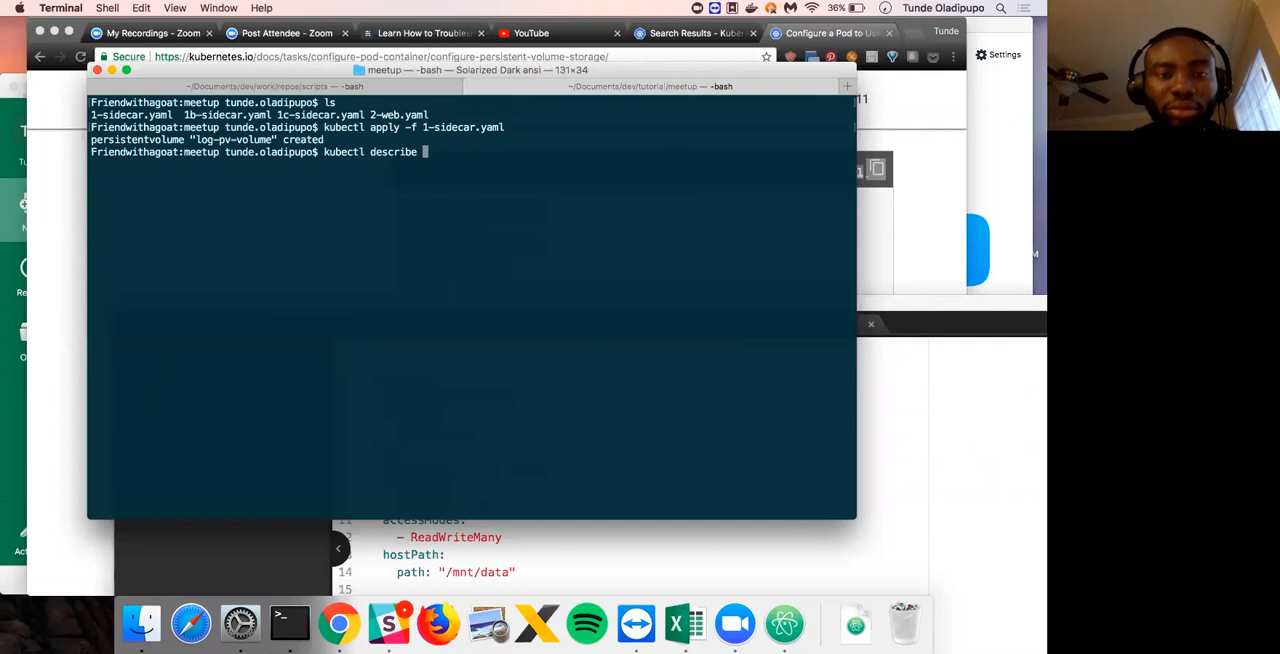 Terminal Shell Edit View Window Help 36% Tunde Oladipupo
My Recordings - Zoom
Post Attendee - Zoom
Learn How to Troubles
YouTube
Search Results - Kuber
Configure a Pod to Use
Tunde
Secure https://kubernetes.io/docs/tasks/configure-pod-container/configure-persistent-volume-storage/
Settings
meetup — -bash — Solarized Dark ansi — 131×34
~/Documents/dev/work/repos/scripts — -bash
~/Documents/dev/tutorial/meetup — -bash
Friendwithagoat:meetup tunde.oladipupo$ ls
1-sidecar.yaml 1b-sidecar.yaml 1c-sidecar.yaml 2-web.yaml
Friendwithagoat:meetup tunde.oladipupo$ kubectl apply -f 1-sidecar.yaml
persistentvolume "log-pv-volume" created
Friendwithagoat:meetup tunde.oladipupo$ kubectl describe
11
accessModes:
- ReadWriteMany
hostPath:
14 path: "/mnt/data"
15